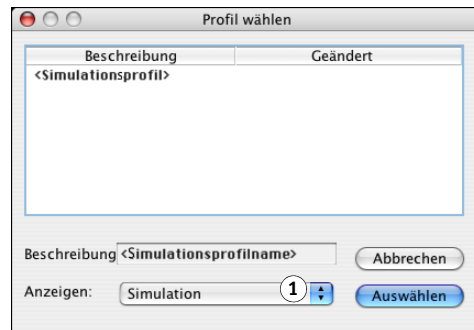 Profil wählen
Beschreibung Geändert
<Simulationsprofil>
Beschreibung <Simulationsprofilname> Abbrechen
Anzeigen: Simulation 1 Auswählen